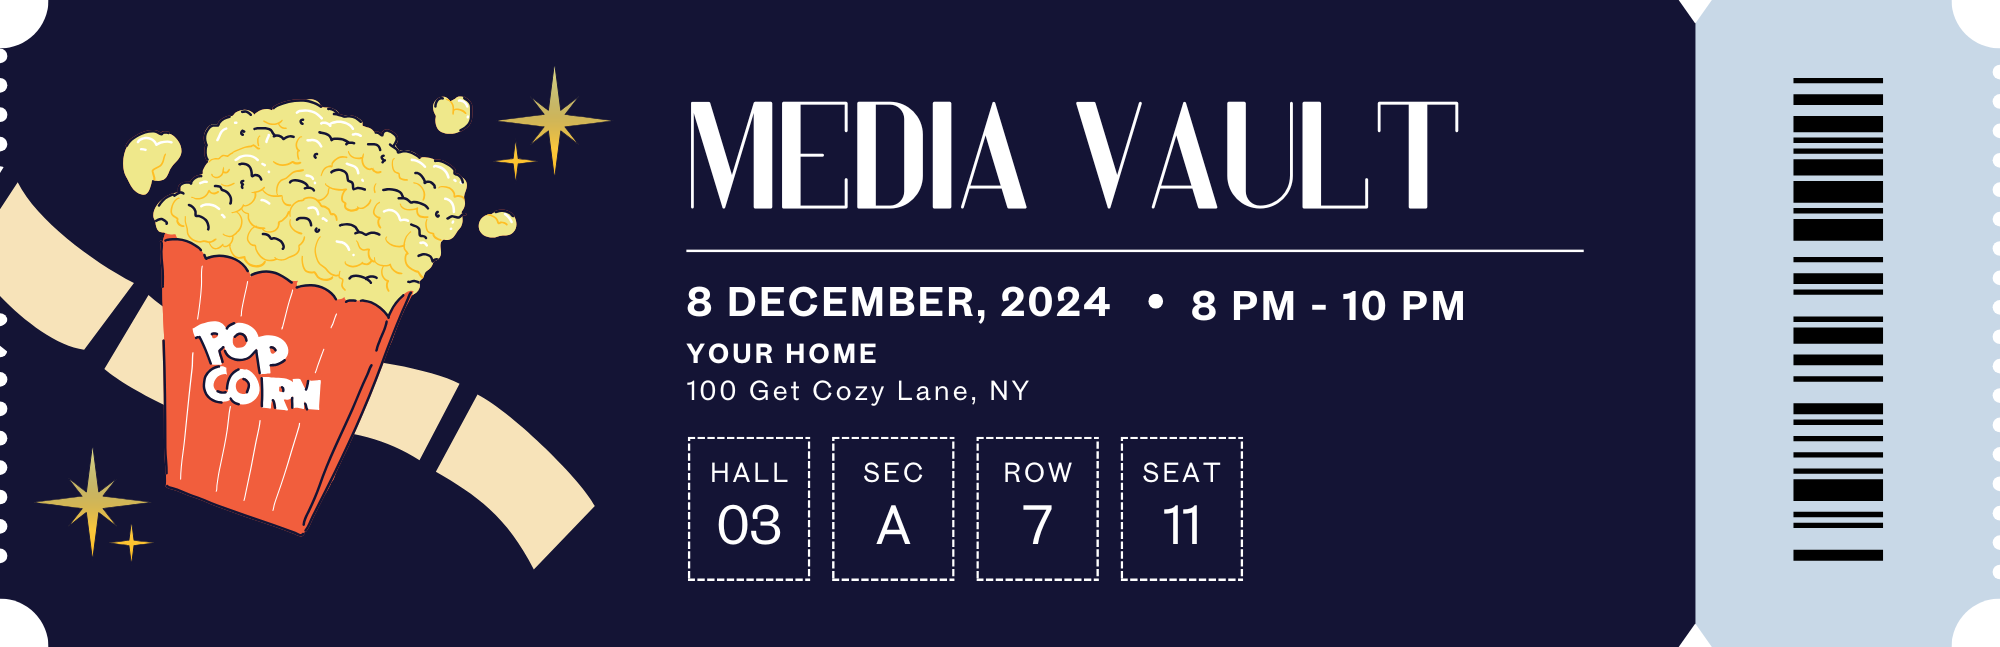 POP
CORN
MEDIA VAULT
8 DECEMBER, 2024 • 8 PM - 10 PM
YOUR HOME
100 Get Cozy Lane, NY
HALL SEC ROW SEAT
03 A 7 11